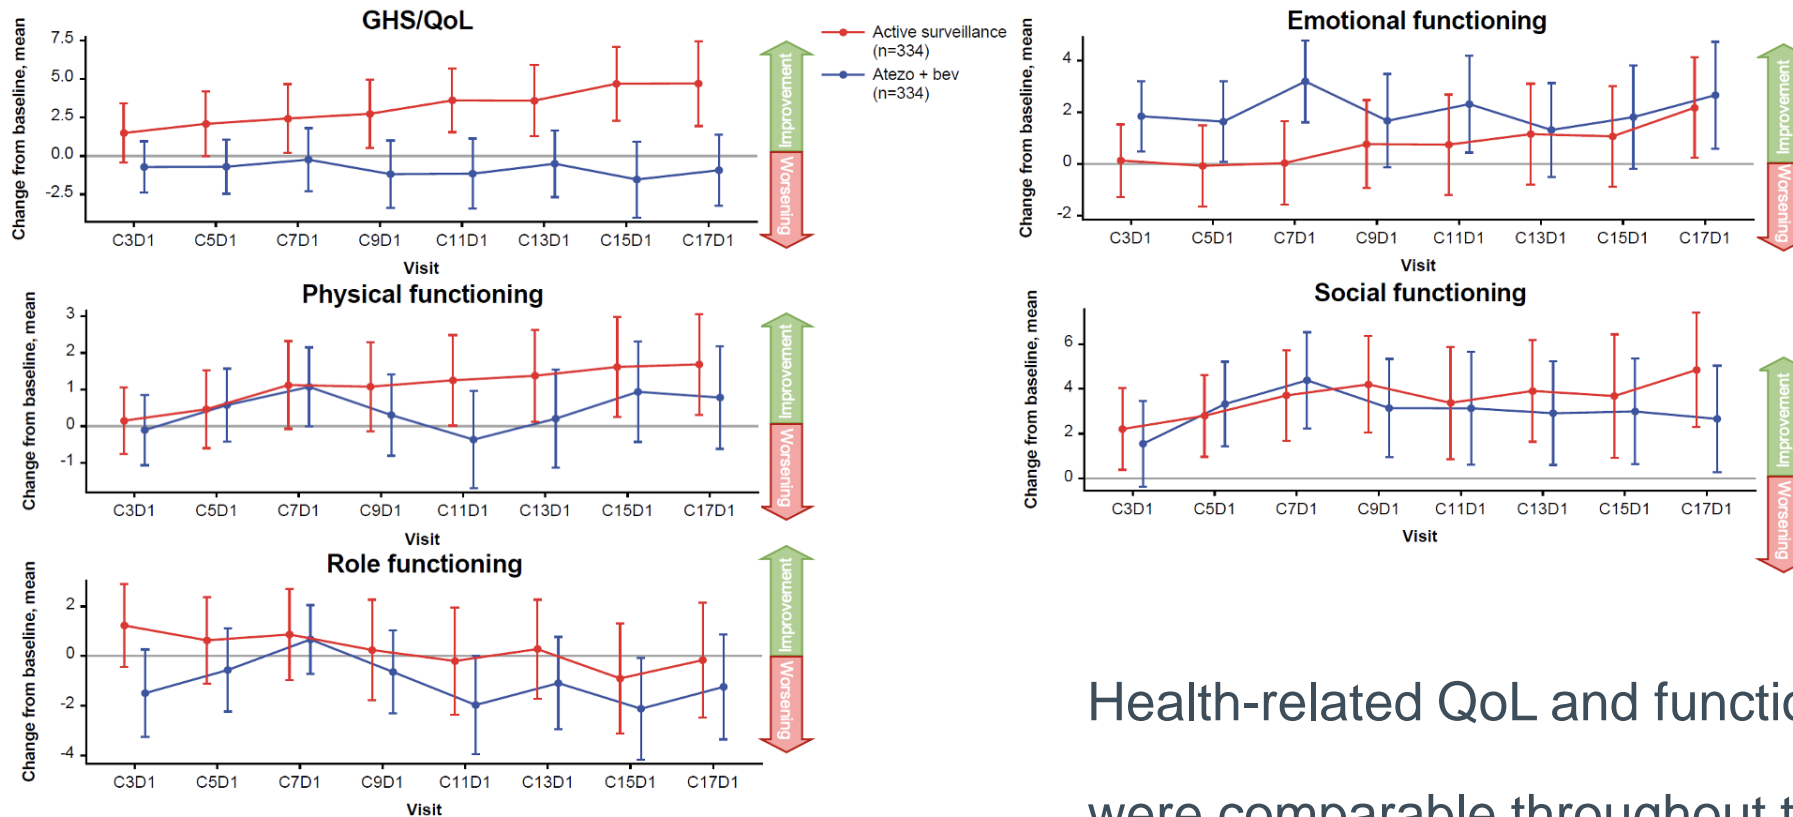 GHS/QoL
Change from baseline, mean
7.5
5.0
2.5
0.0
-2.5
C3D1 C5D1 C7D1 C9D1 C11D1 C13D1 C15D1 C17D1
Visit
Active surveillance
(n=334)
Atezo + bev
(n=334)
Improvement
Worsening
Emotional functioning
Change from baseline, mean
4
2
0
-2
C3D1 C5D1 C7D1 C9D1 C11D1 C13D1 C15D1 C17D1
Visit
Improvement
Worsening
Physical functioning
Change from baseline, mean
3
2
1
0
-1
C3D1 C5D1 C7D1 C9D1 C11D1 C13D1 C15D1 C17D1
Visit
Improvement
Worsening
Social functioning
Change from baseline, mean
6
4
2
0
C3D1 C5D1 C7D1 C9D1 C11D1 C13D1 C15D1 C17D1
Visit
Improvement
Worsening
Role functioning
Change from baseline, mean
2
0
-2
-4
C3D1 C5D1 C7D1 C9D1 C11D1 C13D1 C15D1 C17D1
Visit
Improvement
Worsening
Health-related QoL and
were comparable throughout